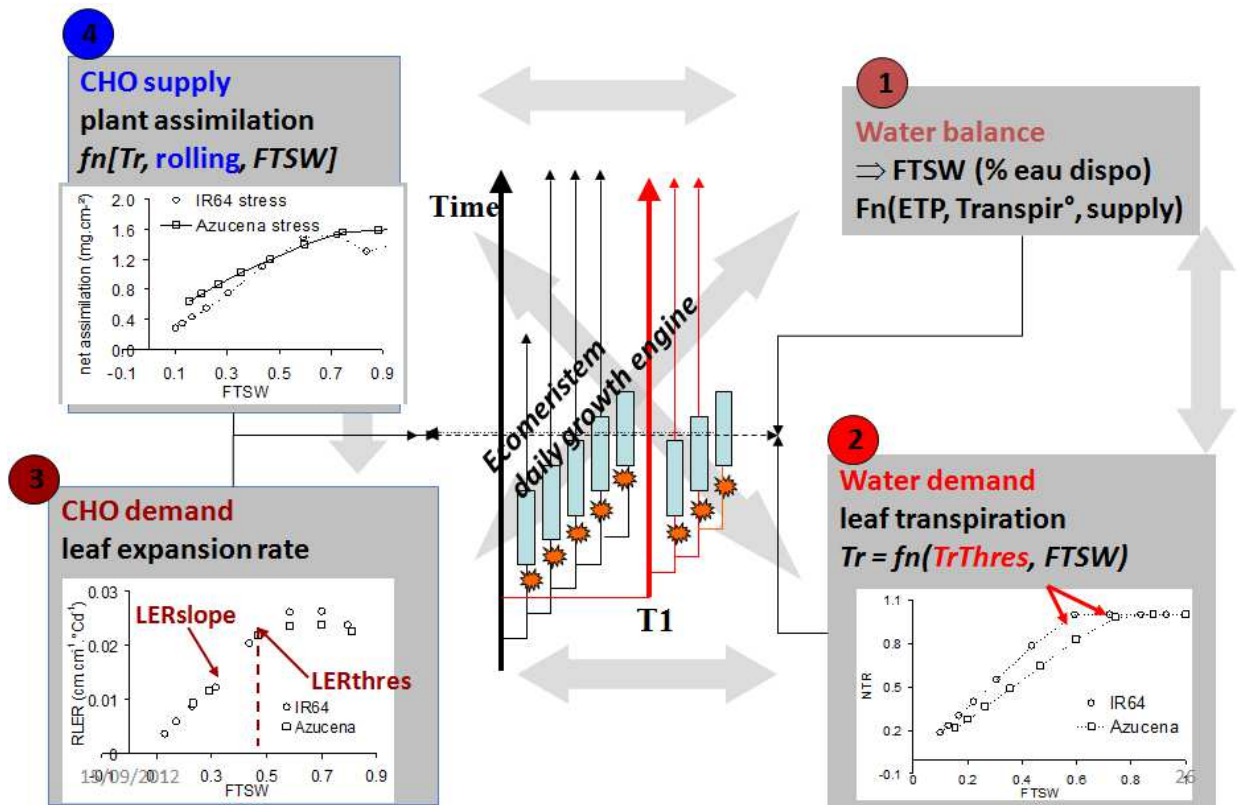 4
CHO supply
plant assimilation
fn[Tr, rolling, FTSW]
IR64 stress
Azucena stress
net assimilation (mg.cm-²)
2.0
1.6
1.2
0.8
0.4
0.0
-0.1 0.1 0.3 0.5 0.7 0.9
FTSW
Time
Ecomeristem
daily growth engine
T1
1
Water balance
⇒ FTSW (% eau dispo)
Fn(ETP, Transpir°, supply)
3
CHO demand
leaf expansion rate
RLER (cm cm-1.°Cd-1)
0.03
0.02
0.01
0
LERslope
LERthres
IR64
Azucena
-0.1 0.1 0.3 0.5 0.7 0.9
FTSW
2
Water demand
leaf transpiration
Tr = fn(TrThres, FTSW)
NTR
1.1
0.8
0.5
0.2
-0.1
IR64
Azucena
0 0.2 0.4 0.6 0.8 1
FTSW
26